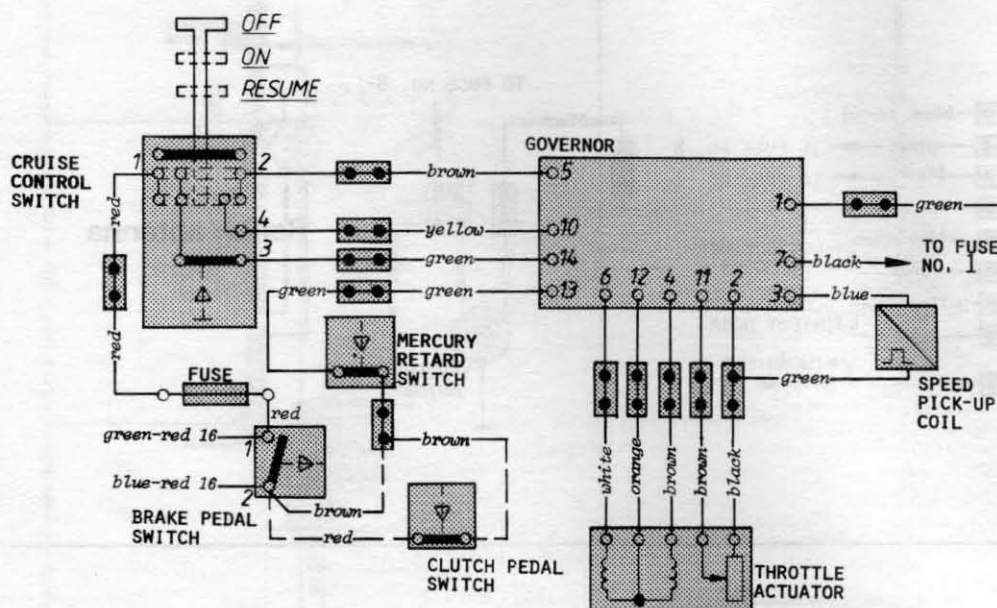 OFF
ON
RESUME
CRUISE
CONTROL
SWITCH
1
2
4
3
red
red
brown
yellow
green
green
green
GOVERNOR
5
10
14
13
6
12
4
11
2
1
7
3
green
black
TO FUSE
NO. 1
blue
green
SPEED
PICK-UP
COIL
MERCURY
RETARD
SWITCH
FUSE
red
green-red 16
1
blue-red 16
2
BRAKE PEDAL
SWITCH
brown
red
brown
CLUTCH PEDAL
SWITCH
white
orange
brown
brown
black
THROTTLE
ACTUATOR